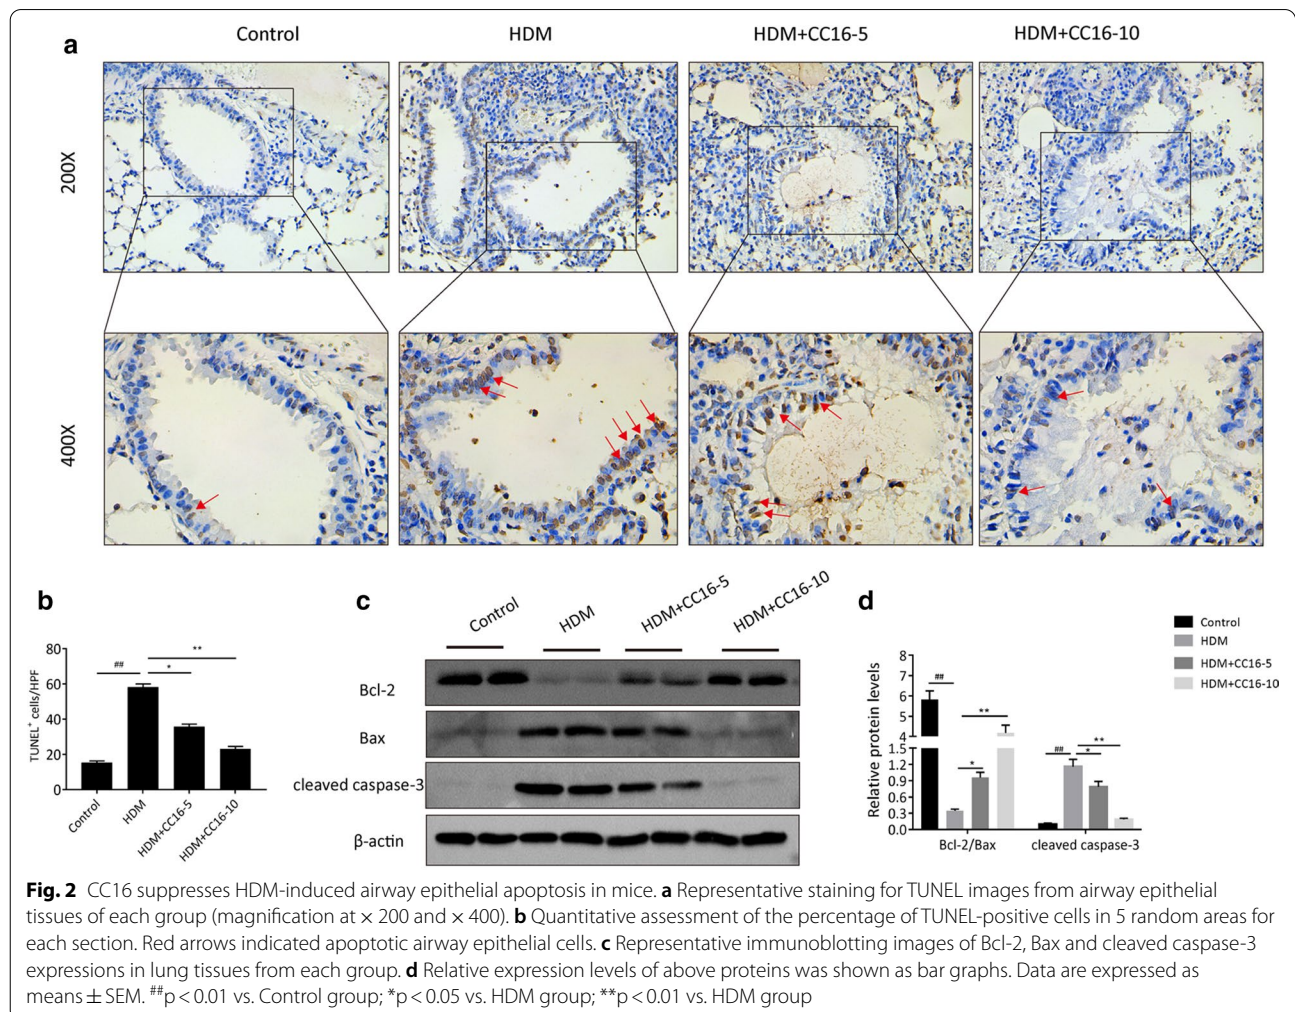 a
Control HDM HDM+CC16-5 HDM+CC16-10
200X
400X
b
TUNEL+ cells/HPF
80
60
40
20
0
## * **
Control HDM HDM+CC16-5 HDM+CC16-10
c
Control HDM HDM+CC16-5 HDM+CC16-10
Bcl-2
Bax
cleaved caspase-3
β-actin
d
Control
HDM
HDM+CC16-5
HDM+CC16-10
Relative protein levels
8
7
6
5
4
1.5
1.2
0.9
0.6
0.3
0.0
## * **
## * **
Bcl-2/Bax cleaved caspase-3
Fig. 2 CC16 suppresses HDM-induced airway epithelial apoptosis in mice. a Representative staining for TUNEL images from airway epithelial
tissues of each group (magnification at × 200 and × 400). b Quantitative assessment of the percentage of TUNEL-positive cells in 5 random areas for
each section. Red arrows indicated apoptotic airway epithelial cells. c Representative immunoblotting images of Bcl-2, Bax and cleaved caspase-3
expressions in lung tissues from each group. d Relative expression levels of above proteins was shown as bar graphs. Data are expressed as
means ± SEM. ##p < 0.01 vs. Control group; *p < 0.05 vs. HDM group; **p < 0.01 vs. HDM group